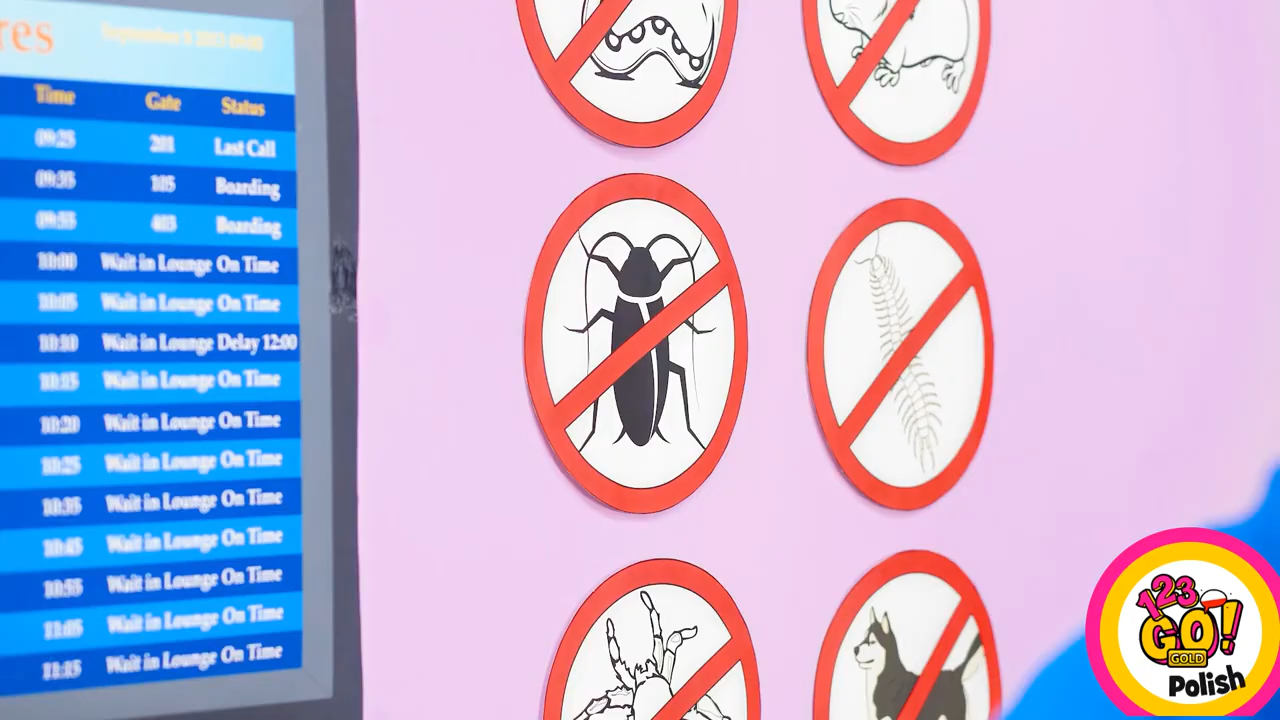 res
Time Gate Status
09:25 201 Last Call
09:35 105 Boarding
09:55 403 Boarding
10:00 Wait in Lounge On Time
10:05 Wait in Lounge On Time
10:10 Wait in Lounge Delay 12:00
10:15 Wait in Lounge On Time
10:20 Wait in Lounge On Time
10:25 Wait in Lounge On Time
10:35 Wait in Lounge On Time
10:45 Wait in Lounge On Time
10:55 Wait in Lounge On Time
11:05 Wait in Lounge On Time
11:15 Wait in Lounge On Time
123
GO!
GOLD
Polish